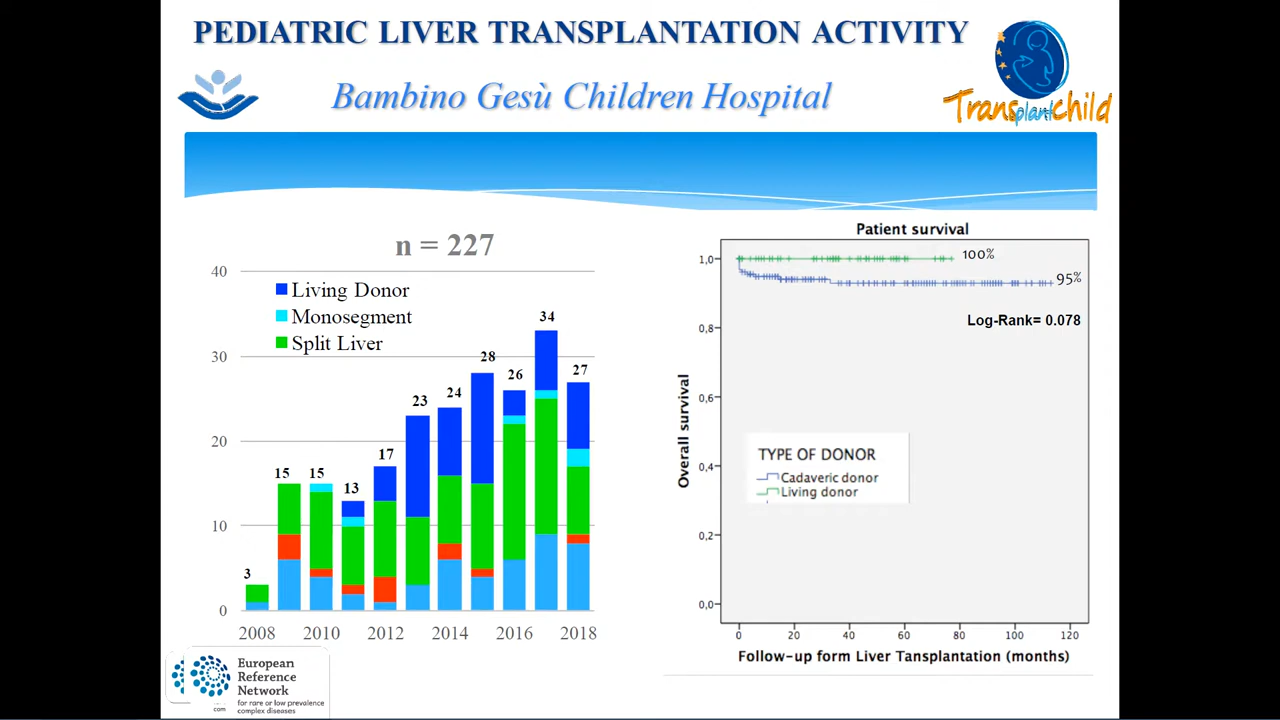 PEDIATRIC LIVER TRANSPLANTATION ACTIVITY
Bambino Gesù Children Hospital
Transplantchild
n = 227
40
30
20
10
0
Living Donor
Monosegment
Split Liver
3
15
15
13
17
23
24
28
26
34
27
2008 2010 2012 2014 2016 2018
Patient survival
1,0
0,8
0,6
0,4
0,2
0,0
100%
95%
Log-Rank= 0.078
Overall survival
TYPE OF DONOR
Cadaveric donor
Living donor
0 20 40 60 80 100 120
Follow-up form Liver Tansplantation (months)
European
Reference
Network
for rare or low prevalence
complex diseases
com